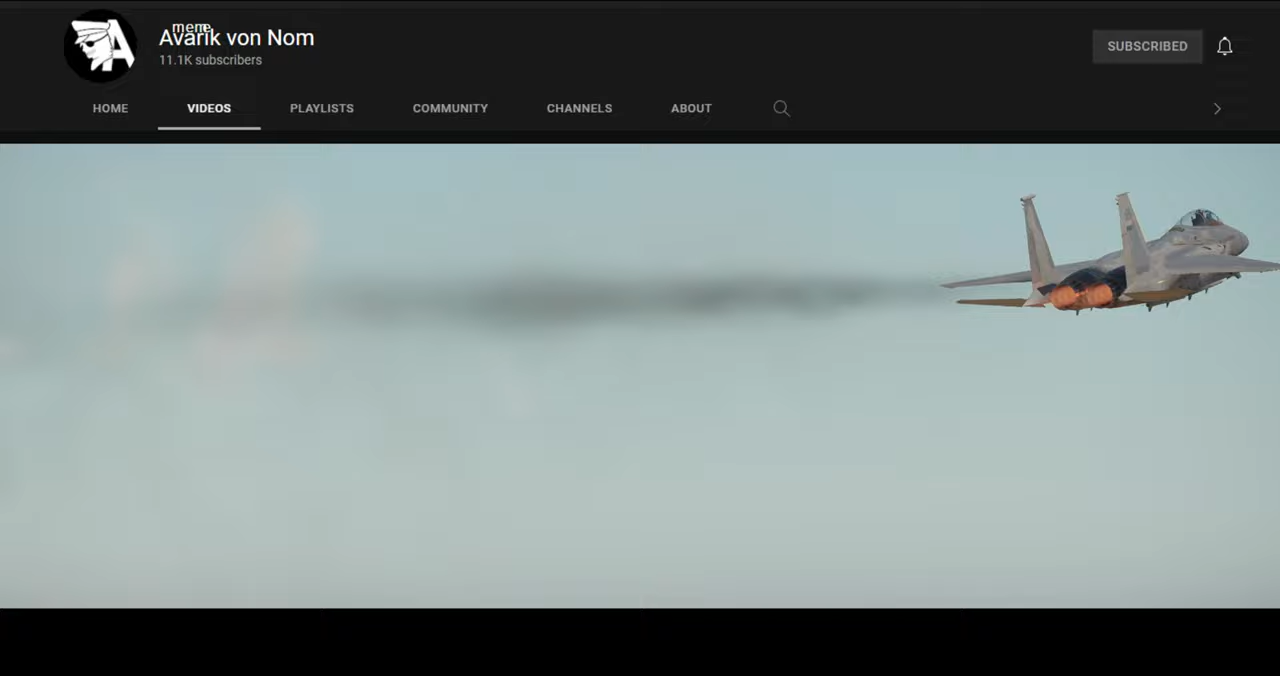 meme
Avarik von Nom
11.1K subscribers
SUBSCRIBED
HOME VIDEOS PLAYLISTS COMMUNITY CHANNELS ABOUT